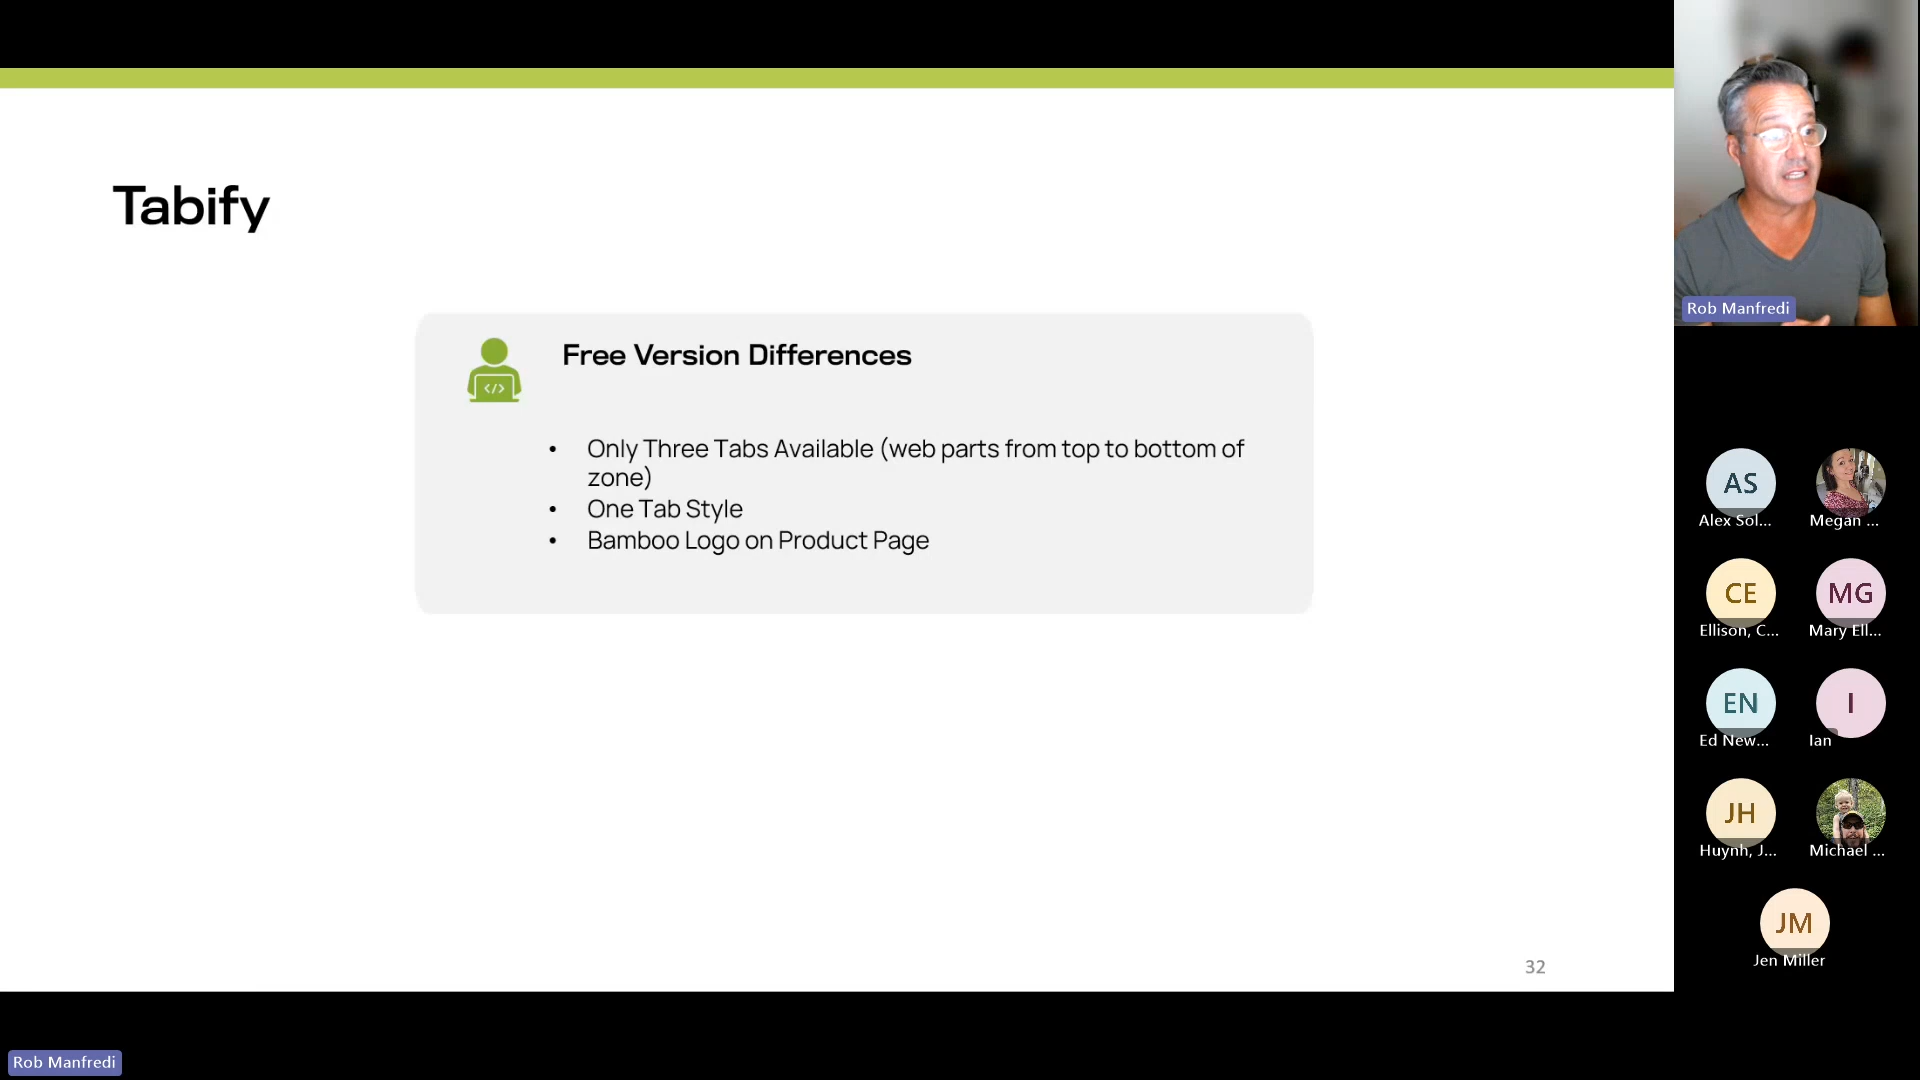 Tabify
Free Version Differences
</>
• Only Three Tabs Available (web parts from top to bottom of
zone)
• One Tab Style
• Bamboo Logo on Product Page
32
Rob Manfredi
Rob Manfredi
AS
Alex Sol...
Megan ...
CE
Ellison, C...
MG
Mary Ell...
EN
Ed New...
I
Ian
JH
Huynh, J...
Michael ...
JM
Jen Miller